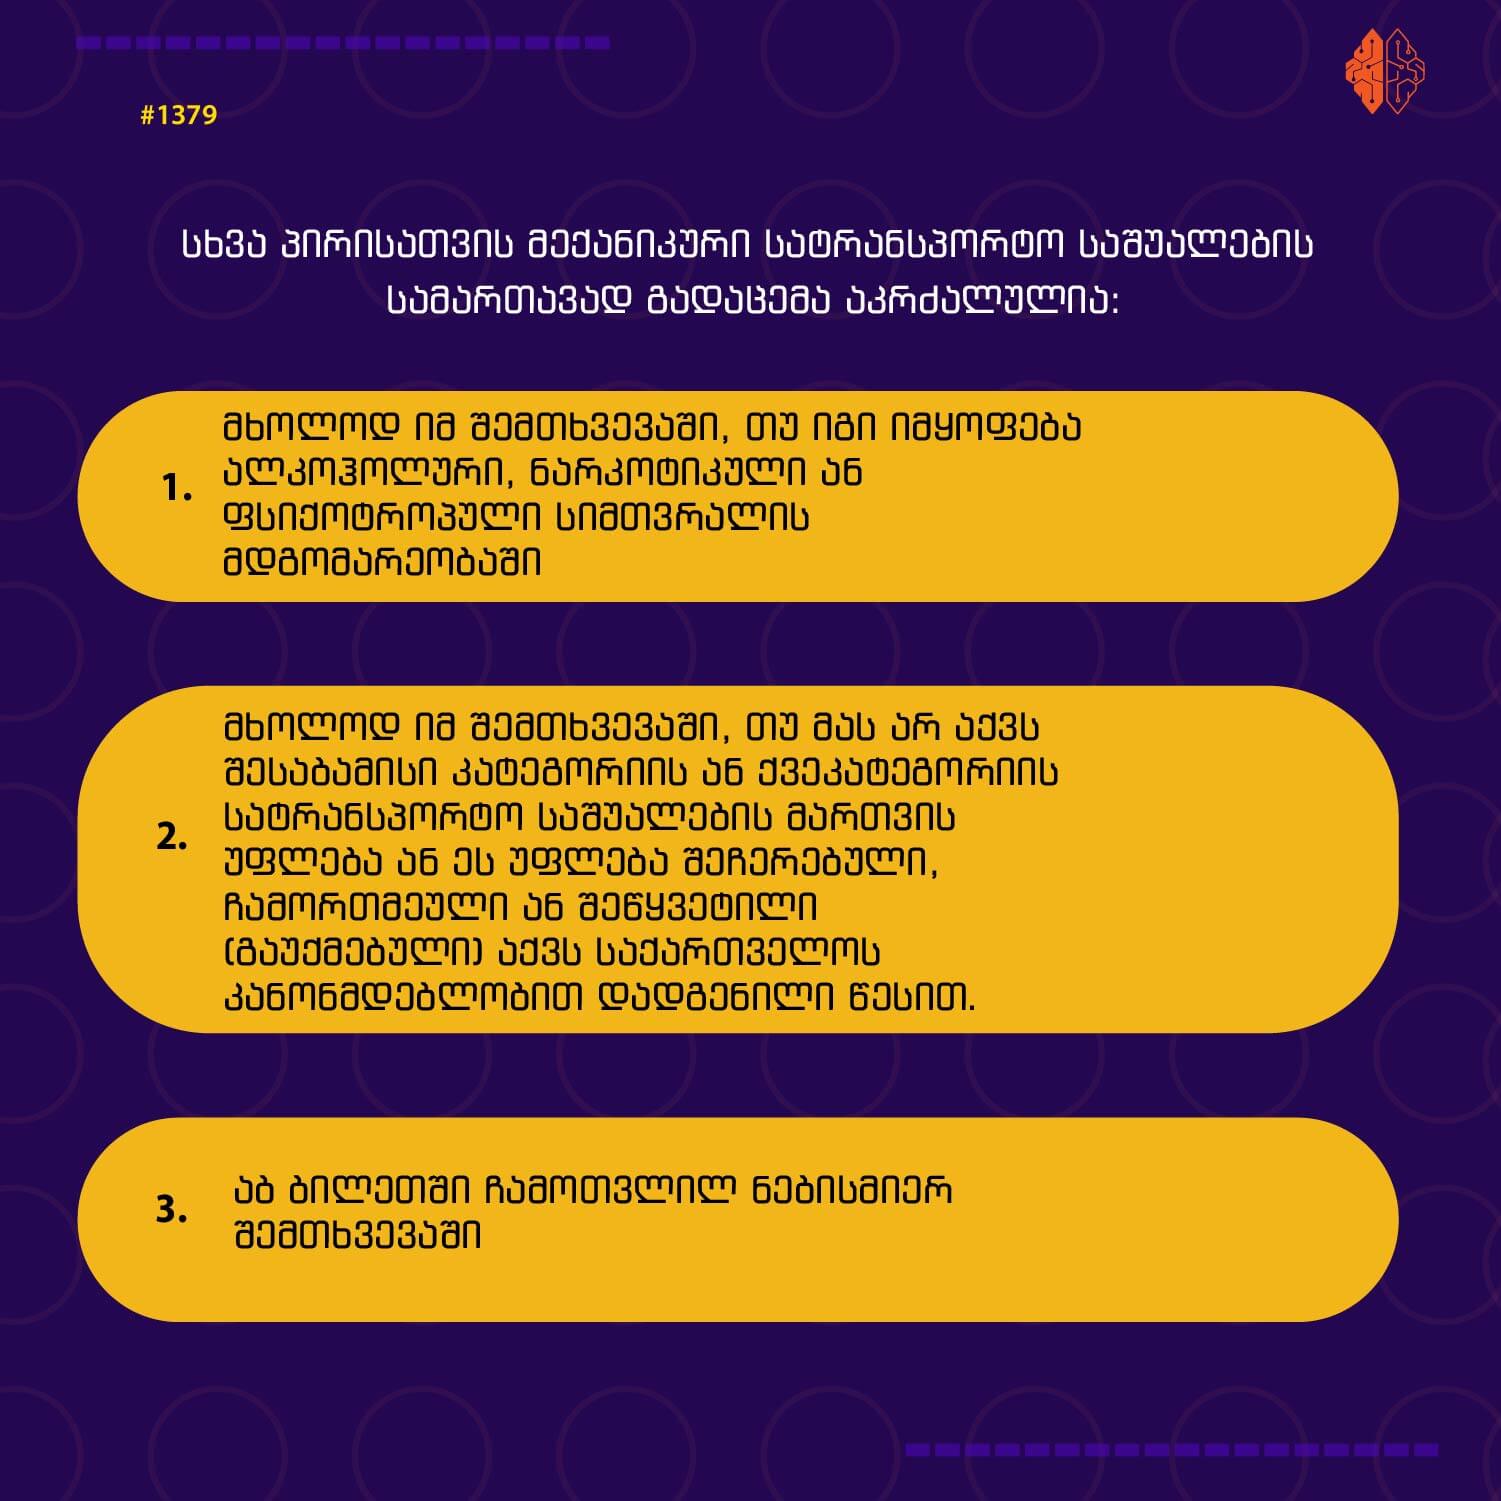 #1379
სხვა პირისათვის მექანიკური სატრანსპორტო საშუალების
სამართავად გადაცემა აკრძალულია:
1.
მხოლოდ იმ შემთხვევაში, თუ იგი იმყოფება
ალკოჰოლური, ნარკოტიკული ან
ფსიქოტროპული სიმთვრალის
მდგომარეობაში
2.
მხოლოდ იმ შემთხვევაში, თუ მას არ აქვს
შესაბამისი კატეგორიის ან ქვეკატეგორიის
სატრანსპორტო საშუალების მართვის
უფლება ან ეს უფლება შეჩერებული,
ჩამორთმეული ან შეწყვეტილი
(გაუქმებული) აქვს საქართველოს
კანონმდებლობით დადგენილი წესით.
3.
აბ ბილეთში ჩამოთვლილ ნებისმიერ
შემთხვევაში